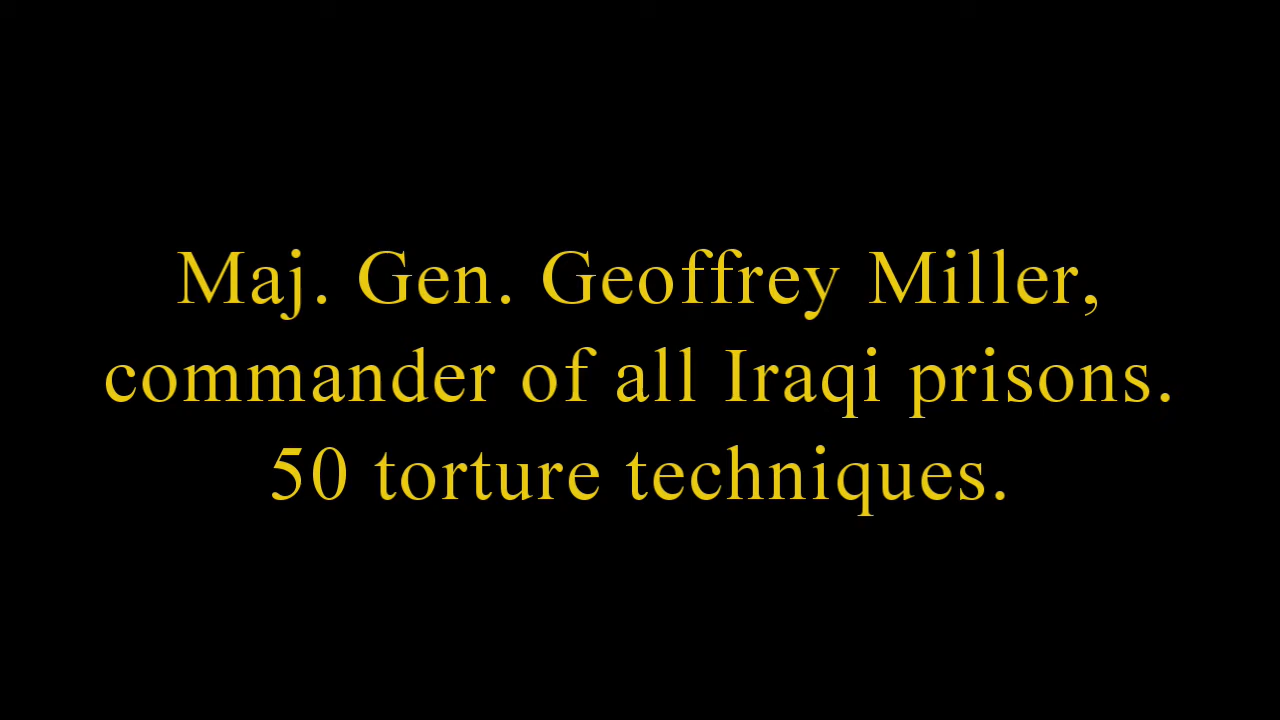 Maj. Gen. Geoffrey Miller,
commander of all Iraqi prisons.
50 torture techniques.